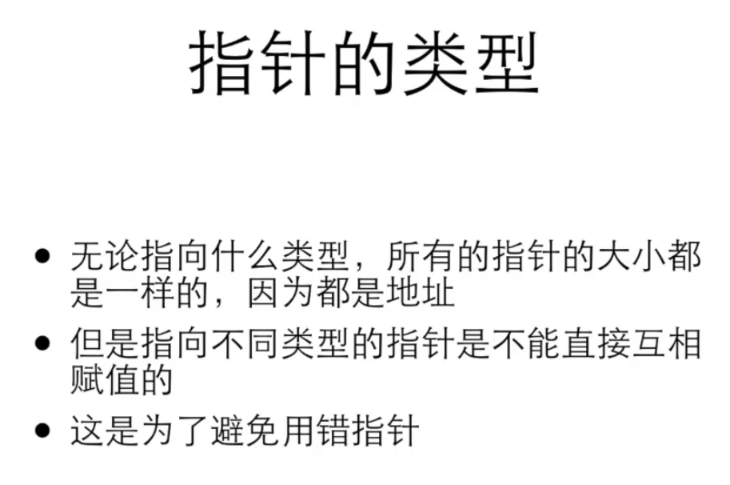 指针的类型
• 无论指向什么类型，所有的指针的大小都
是一样的，因为都是地址
• 但是指向不同类型的指针是不能直接互相
赋值的
• 这是为了避免用错指针